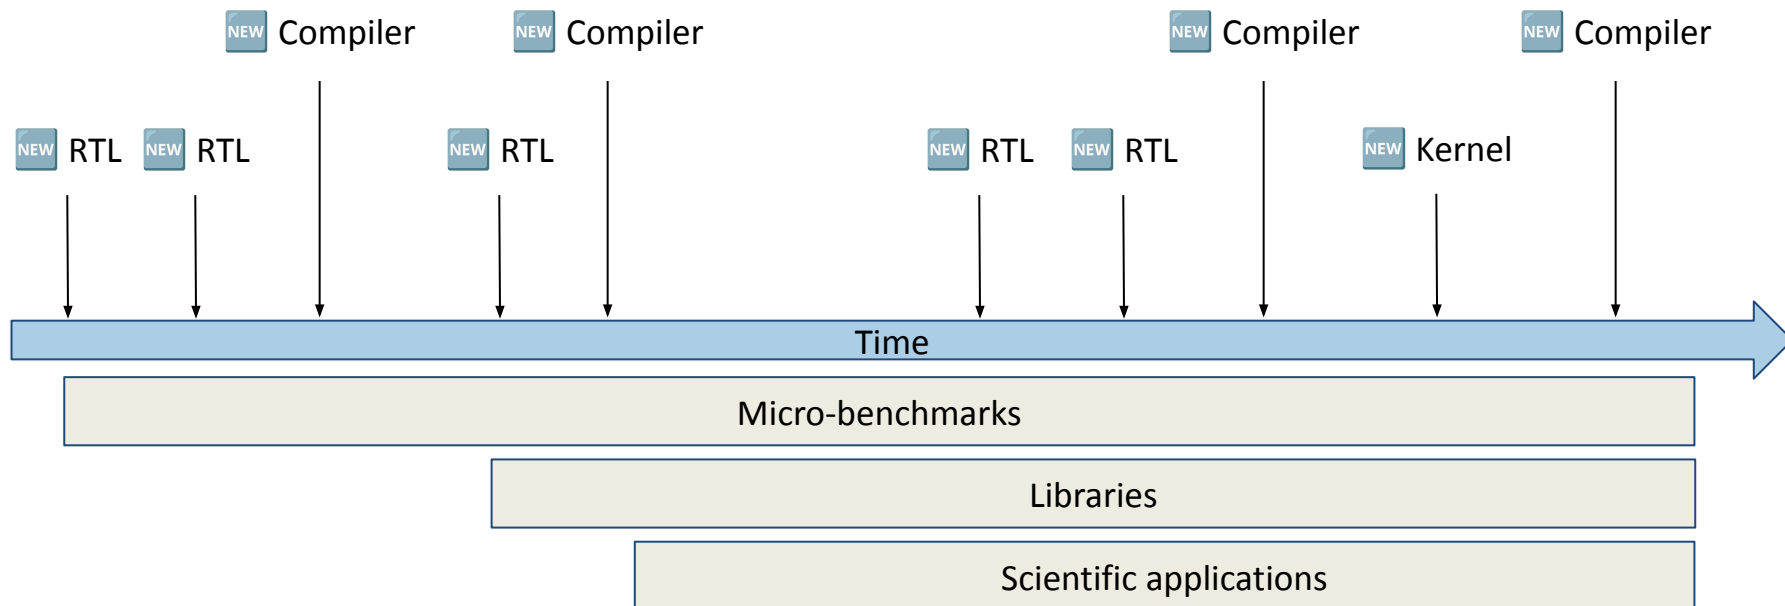 NEW Compiler NEW Compiler NEW Compiler NEW Compiler
NEW RTL NEW RTL NEW RTL NEW RTL NEW RTL NEW Kernel
Time
Micro-benchmarks
Libraries
Scientific applications